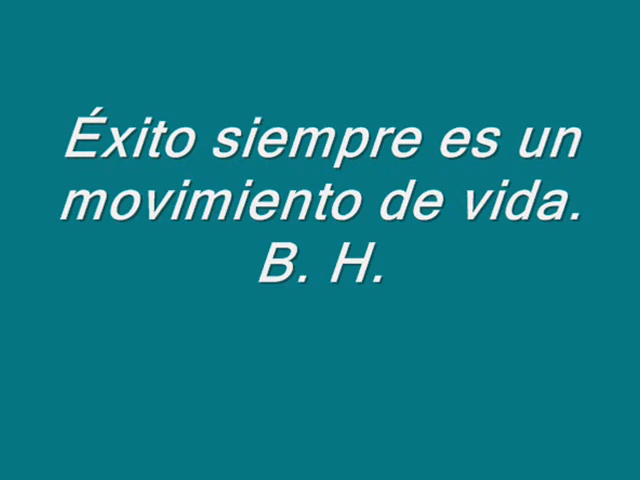 Éxito siempre es un
movimiento de vida.
B. H.